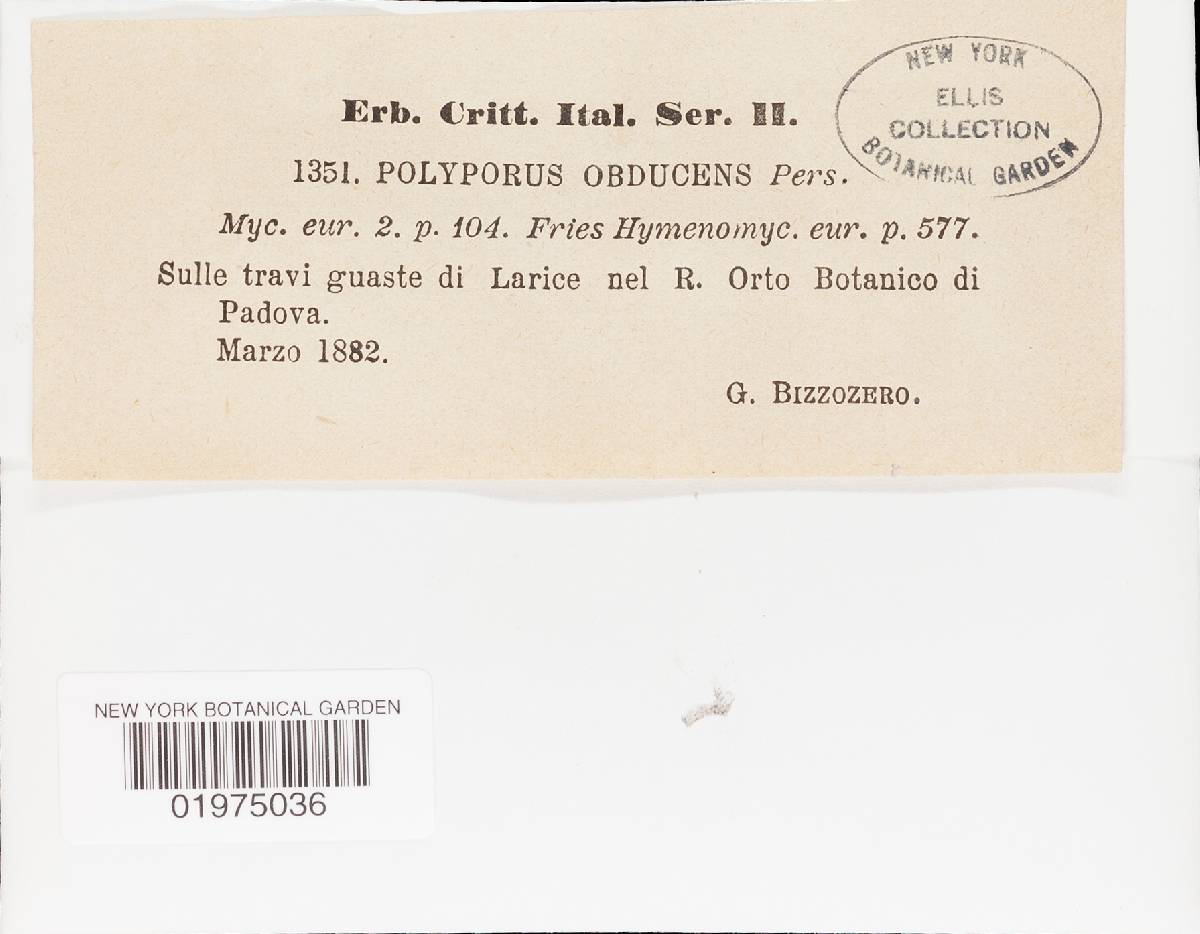 Erb. Critt. Ital. Ser. II.
1351. POLYPORUS OBDUCENS Pers.
Myc. eur. 2. p. 104. Fries Hymenomyc. eur. p. 577.
Sulle travi guaste di Larice nel R. Orto Botanico di
Padova.
Marzo 1882.
G. BIZZOZERO.
NEW YORK
ELLIS
COLLECTION
BOTANICAL GARDEN
NEW YORK BOTANICAL GARDEN
01975036